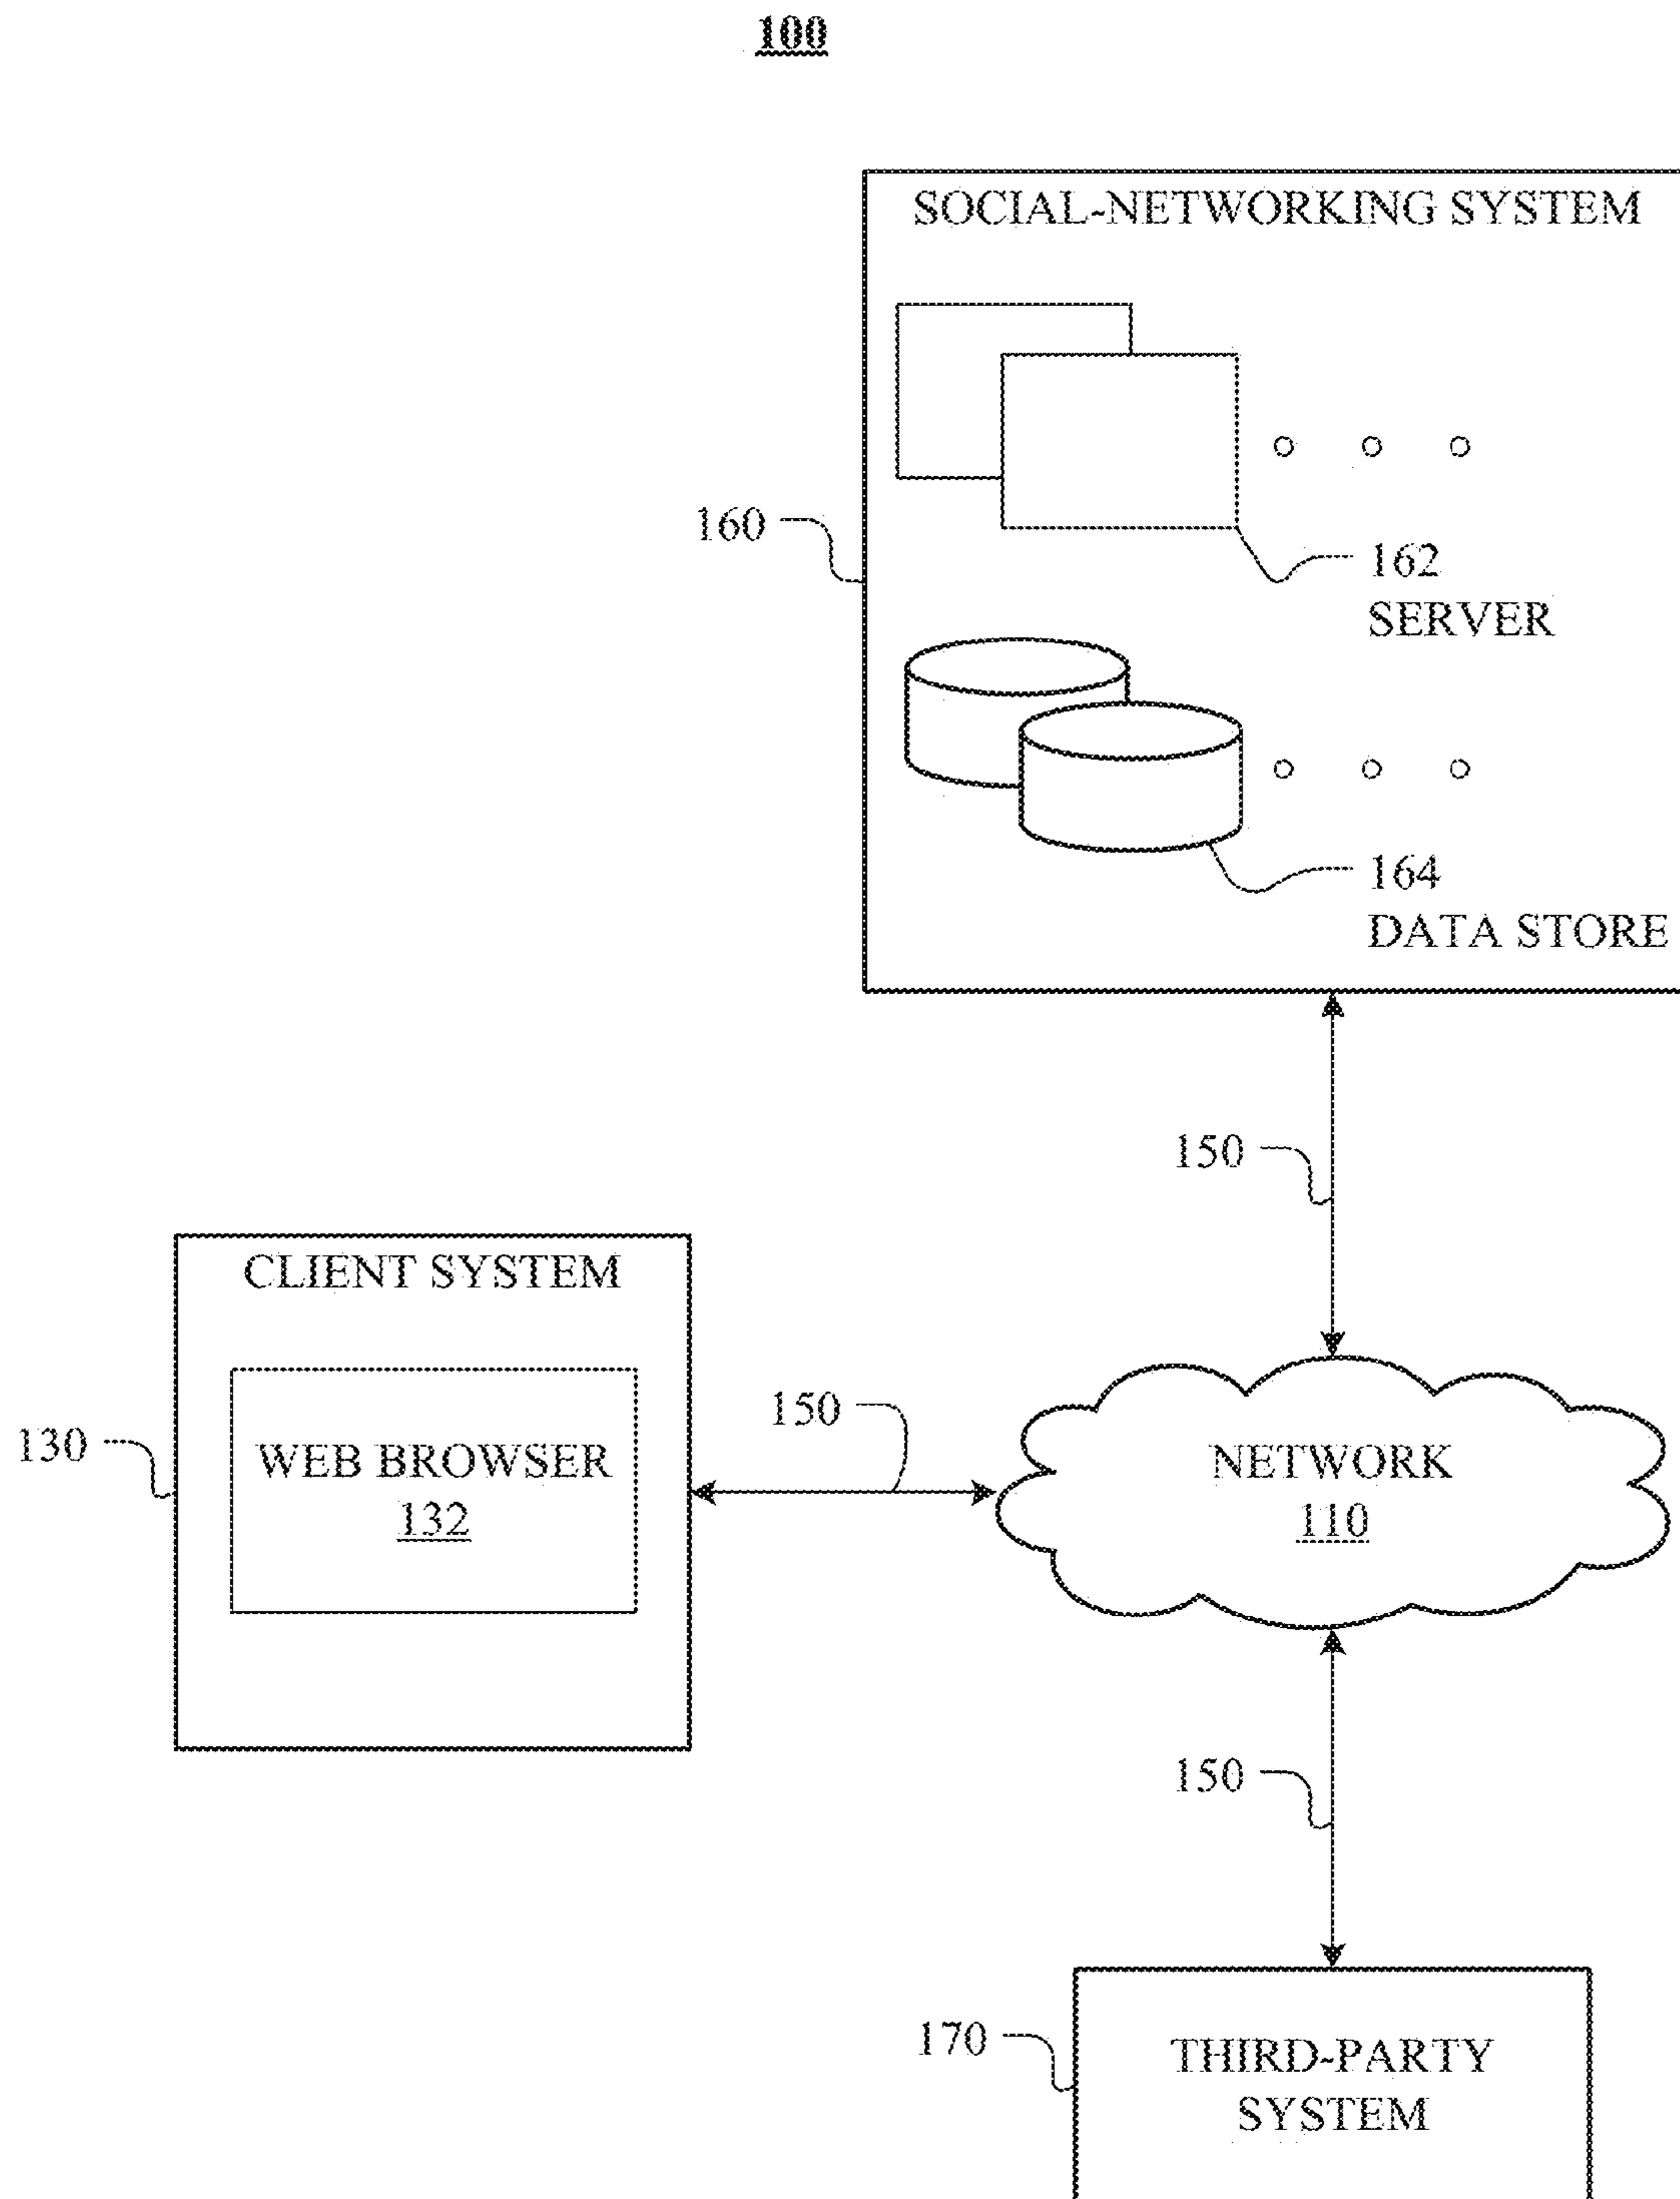 100
SOCIAL-NETWORKING SYSTEM
160
162
SERVER
164
DATA STORE
150
CLIENT SYSTEM
130
WEB BROWSER
132
150
NETWORK
110
150
170
THIRD-PARTY
SYSTEM